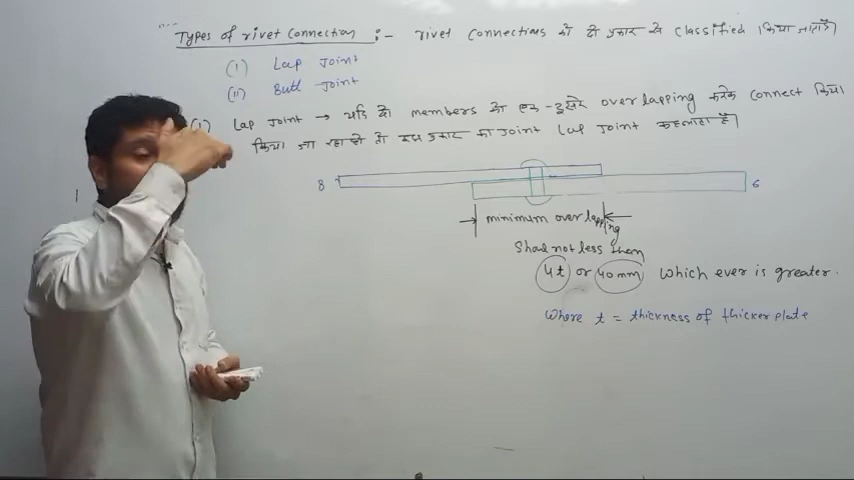 Types of rivet Connection :- rivet Connections को दो प्रकार से Classified किया जाता है।
(i) Lap Joint
(ii) Butt Joint
(i) Lap Joint → यदि दो members को एक-दूसरे overlapping करके Connect किया
किया जा रहा हो तो इस प्रकार का Joint Lap Joint कहलाता है।
8
6
minimum overlapping
Shoud not less them
4t or 40mm Which ever is greater.
Where t = thickness of thicker plate